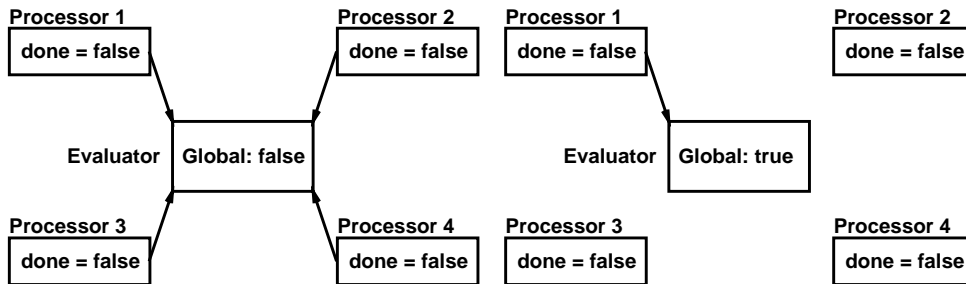 Processor 1
done = false
Processor 2
done = false
Evaluator
Global: false
Processor 3
done = false
Processor 4
done = false
Processor 1
done = false
Processor 2
done = false
Evaluator
Global: true
Processor 3
done = false
Processor 4
done = false